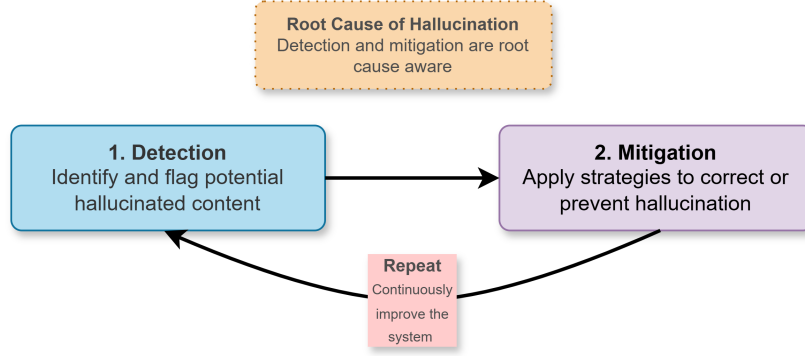 Root Cause of Hallucination
Detection and mitigation are root
cause aware
1. Detection
Identify and flag potential
hallucinated content
2. Mitigation
Apply strategies to correct or
prevent hallucination
Repeat
Continuously
improve the
system